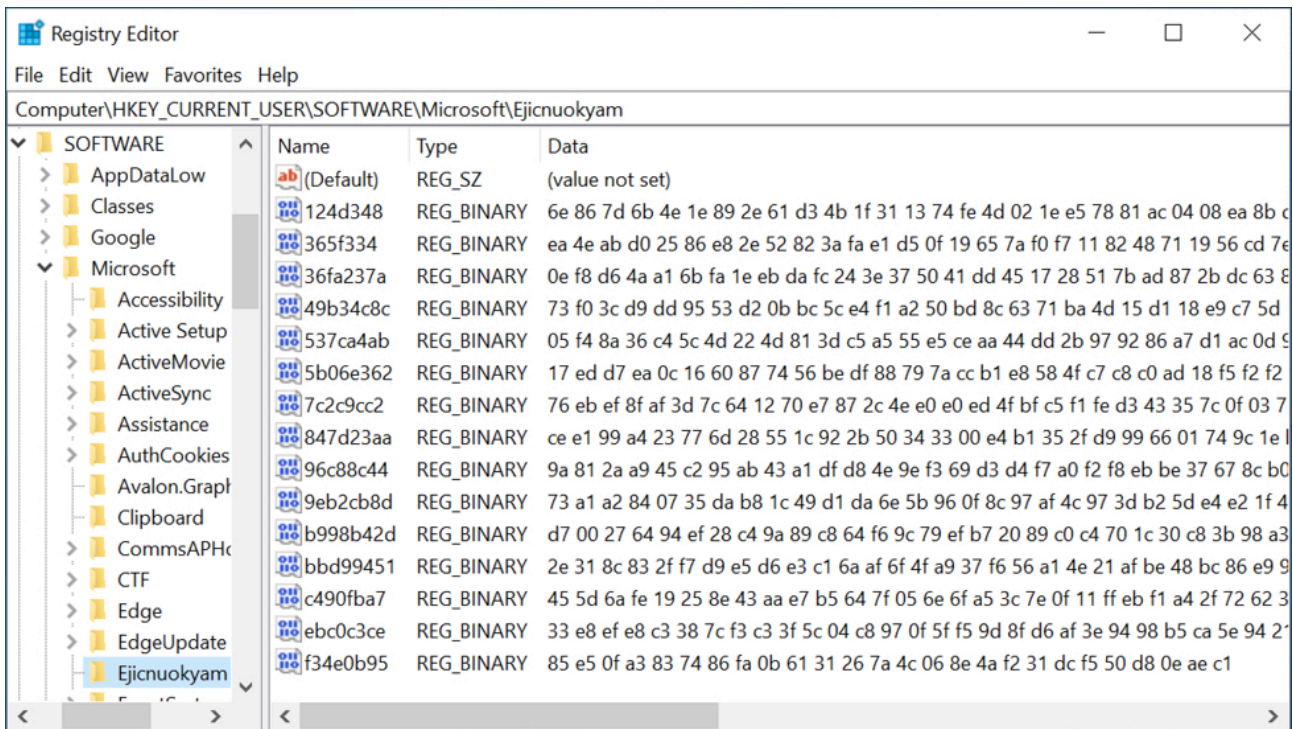 Registry Editor
File Edit View Favorites Help
Computer\HKEY_CURRENT_USER\SOFTWARE\Microsoft\Ejicnuokyam
SOFTWARE
AppDataLow
Classes
Google
Microsoft
Accessibility
Active Setup
ActiveMovie
ActiveSync
Assistance
AuthCookies
Avalon.Graph
Clipboard
CommsAPHo
CTF
Edge
EdgeUpdate
Ejicnuokyam
Name Type Data
(Default) REG_SZ (value not set)
124d348 REG_BINARY 6e 86 7d 6b 4e 1e 89 2e 61 d3 4b 1f 31 13 74 fe 4d 02 1e e5 78 81 ac 04 08 ea 8b
365f334 REG_BINARY ea 4e ab d0 25 86 e8 2e 52 82 3a fa e1 d5 0f 19 65 7a f0 f7 11 82 48 71 19 56 cd 7e
36fa237a REG_BINARY 0e f8 d6 4a a1 6b fa 1e eb da fc 24 3e 37 50 41 dd 45 17 28 51 7b ad 87 2b dc 63
49b34c8c REG_BINARY 73 f0 3c d9 dd 95 53 d2 0b bc 5c e4 f1 a2 50 bd 8c 63 71 ba 4d 15 d1 18 e9 c7 5d
537ca4ab REG_BINARY 05 f4 8a 36 c4 5c 4d 22 4d 81 3d c5 a5 55 e5 ce aa 44 dd 2b 97 92 86 a7 d1 ac 0d
5b06e362 REG_BINARY 17 ed d7 ea 0c 16 60 87 74 56 be df 88 79 7a cc b1 e8 58 4f c7 c8 c0 ad 18 f5 f2 f2
7c2c9cc2 REG_BINARY 76 eb ef 8f af 3d 7c 64 12 70 e7 87 2c 4e e0 e0 ed 4f bf c5 f1 fe d3 43 35 7c 0f 03 7
847d23aa REG_BINARY ce e1 99 a4 23 77 6d 28 55 1c 92 2b 50 34 33 00 e4 b1 35 2f d9 99 66 01 74 9c 1e
96c88c44 REG_BINARY 9a 81 2a a9 45 c2 95 ab 43 a1 df d8 4e 9e f3 69 d3 d4 f7 a0 f2 f8 eb be 37 67 8c b0
9eb2cb8d REG_BINARY 73 a1 a2 84 07 35 da b8 1c 49 d1 da 6e 5b 96 0f 8c 97 af 4c 97 3d b2 5d e4 e2 1f 4
b998b42d REG_BINARY d7 00 27 64 94 ef 28 c4 9a 89 c8 64 f6 9c 79 ef b7 20 89 c0 c4 70 1c 30 c8 3b 98 a3
bbd99451 REG_BINARY 2e 31 8c 83 2f f7 d9 e5 d6 e3 c1 6a af 6f 4f a9 37 f6 56 a1 4e 21 af be 48 bc 86 e9 9
c490fba7 REG_BINARY 45 5d 6a fe 19 25 8e 43 aa e7 b5 64 7f 05 6e 6f a5 3c 7e 0f 11 ff eb f1 a4 2f 72 62 3
ebc0c3ce REG_BINARY 33 e8 ef e8 c3 38 7c f3 c3 3f 5c 04 c8 97 0f 5f f5 9d 8f d6 af 3e 94 98 b5 ca 5e 94
f34e0b95 REG_BINARY 85 e5 0f a3 83 74 86 fa 0b 61 31 26 7a 4c 06 8e 4a f2 31 dc f5 50 d8 0e ae c1